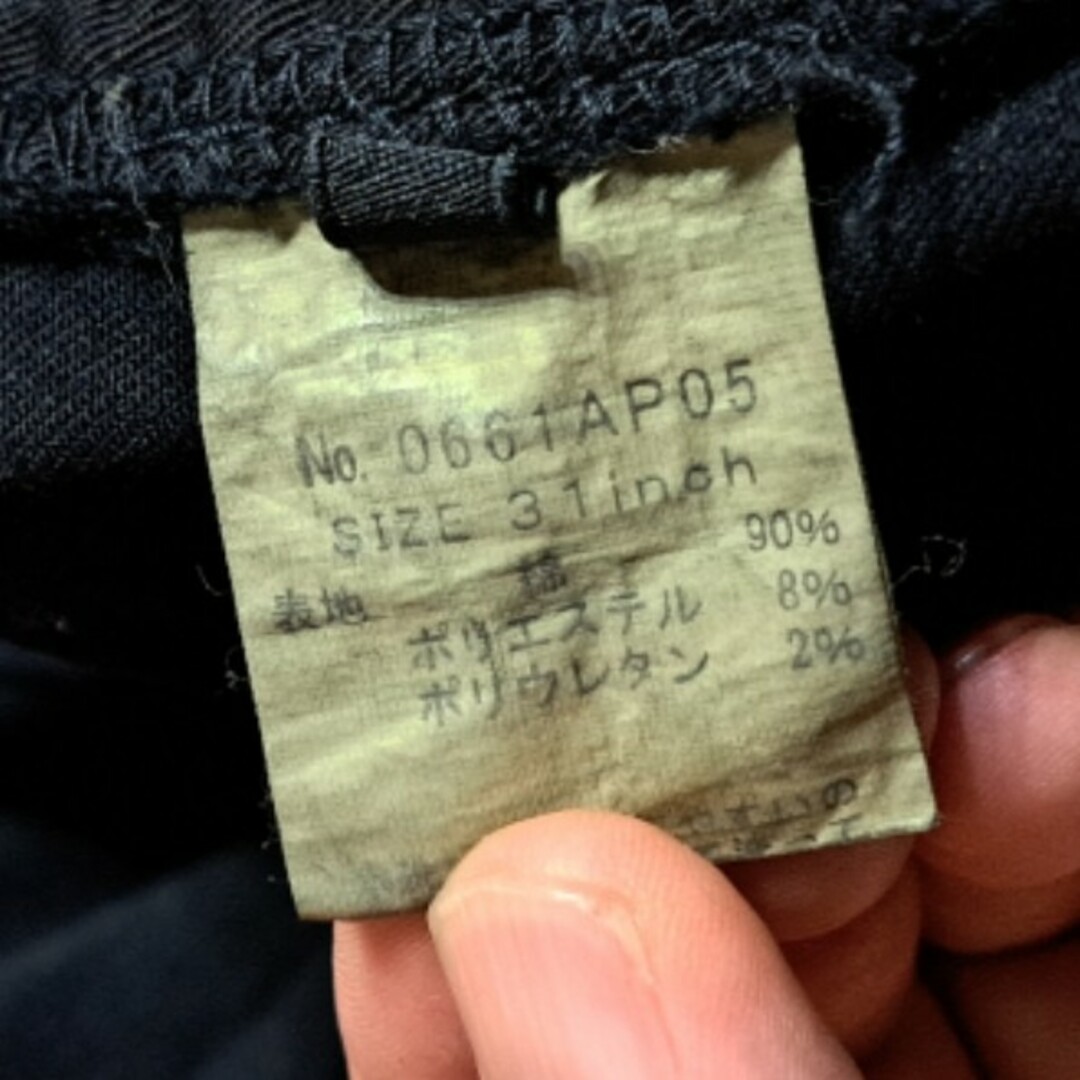 No. 0661AP05
SIZE 31inch
表地 綿 90%
ポリエステル 8%
ポリウレタン 2%